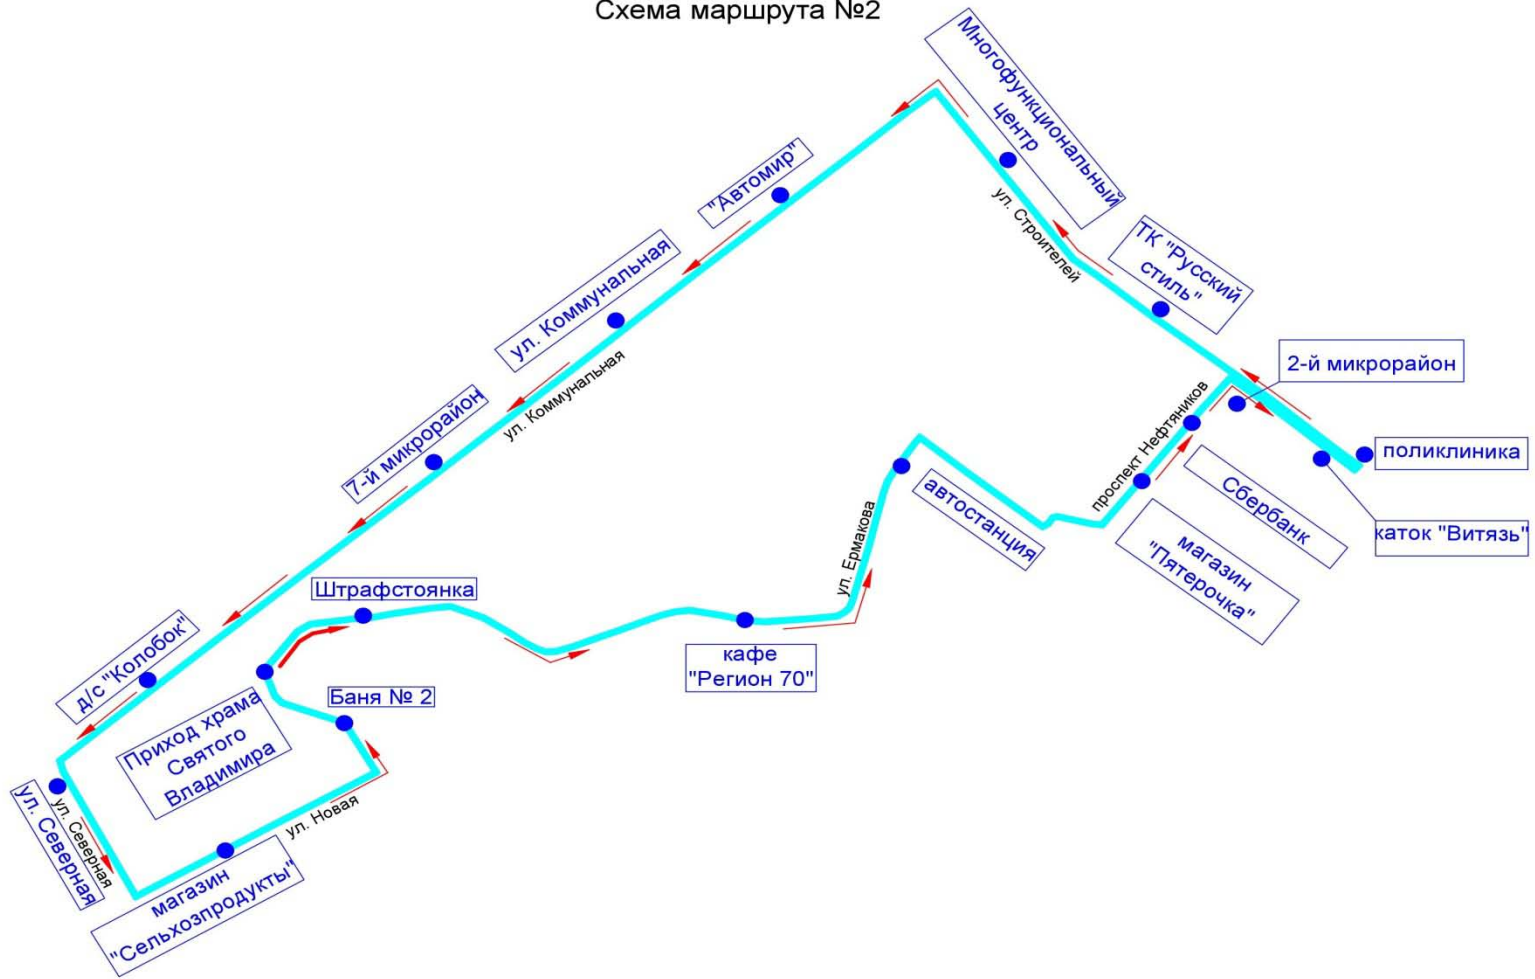 Схема маршрута №2
Многофункциональный
центр
"Автомир"
ул. Строителей
ТК "Русский
стиль"
ул. Коммунальная
ул. Коммунальная
2-й микрорайон
7-й микрорайон
проспект Нефтяников
поликлиника
Сбербанк
автостанция
каток "Витязь"
магазин
"Пятерочка"
ул. Ермакова
Штрафстоянка
д/с "Колобок"
кафе
"Регион 70"
Баня № 2
Приход храма
Святого
Владимира
ул. Северная
ул. Северная
ул. Новая
магазин
"Сельхозпродукты"